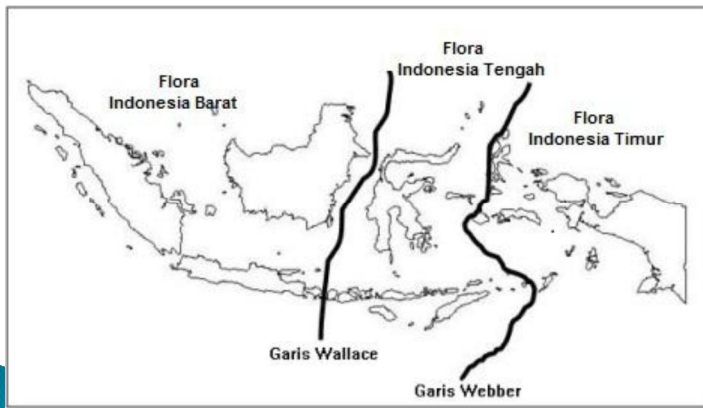 Flora
Indonesia Barat
Flora
Indonesia Tengah
Flora
Indonesia Timur
Garis Wallace
Garis Webber